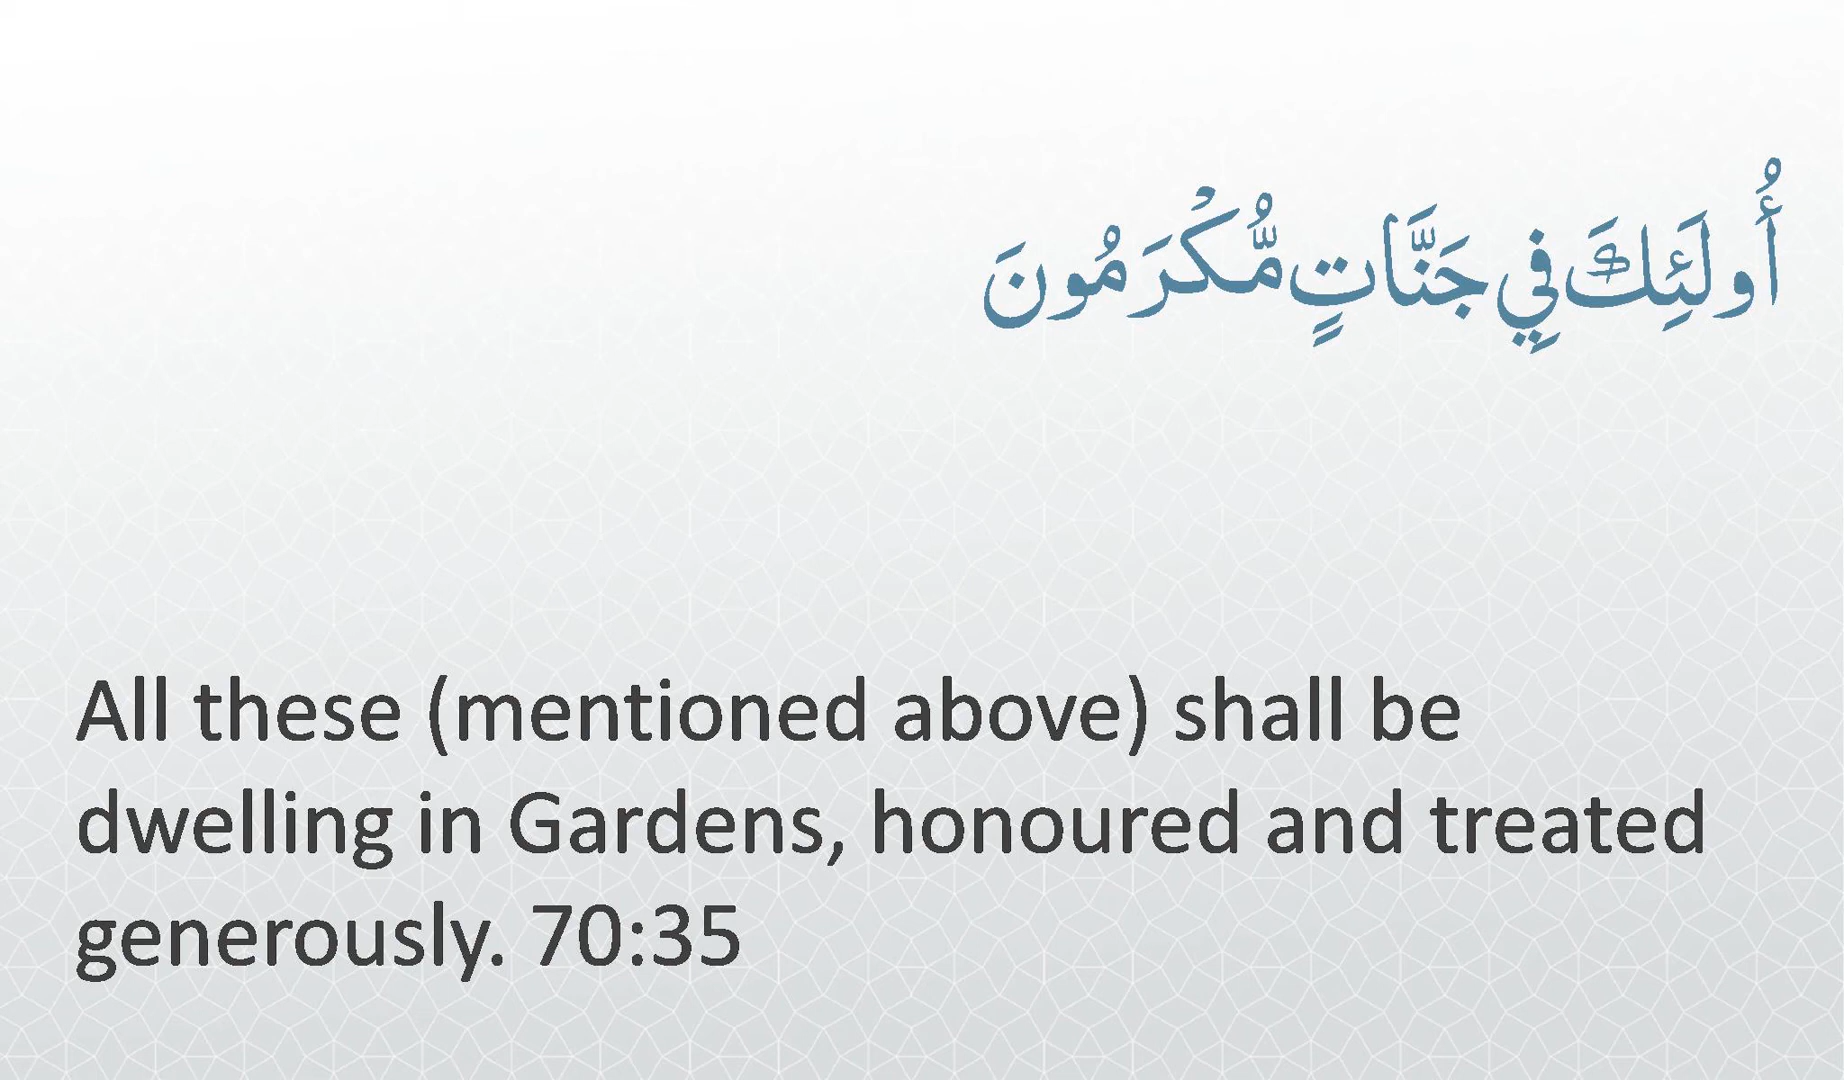 أُولَئِكَ فِي جَنَّاتٍ مُّكْرَمُونَ
All these (mentioned above) shall be
dwelling in Gardens, honoured and treated
generously. 70:35